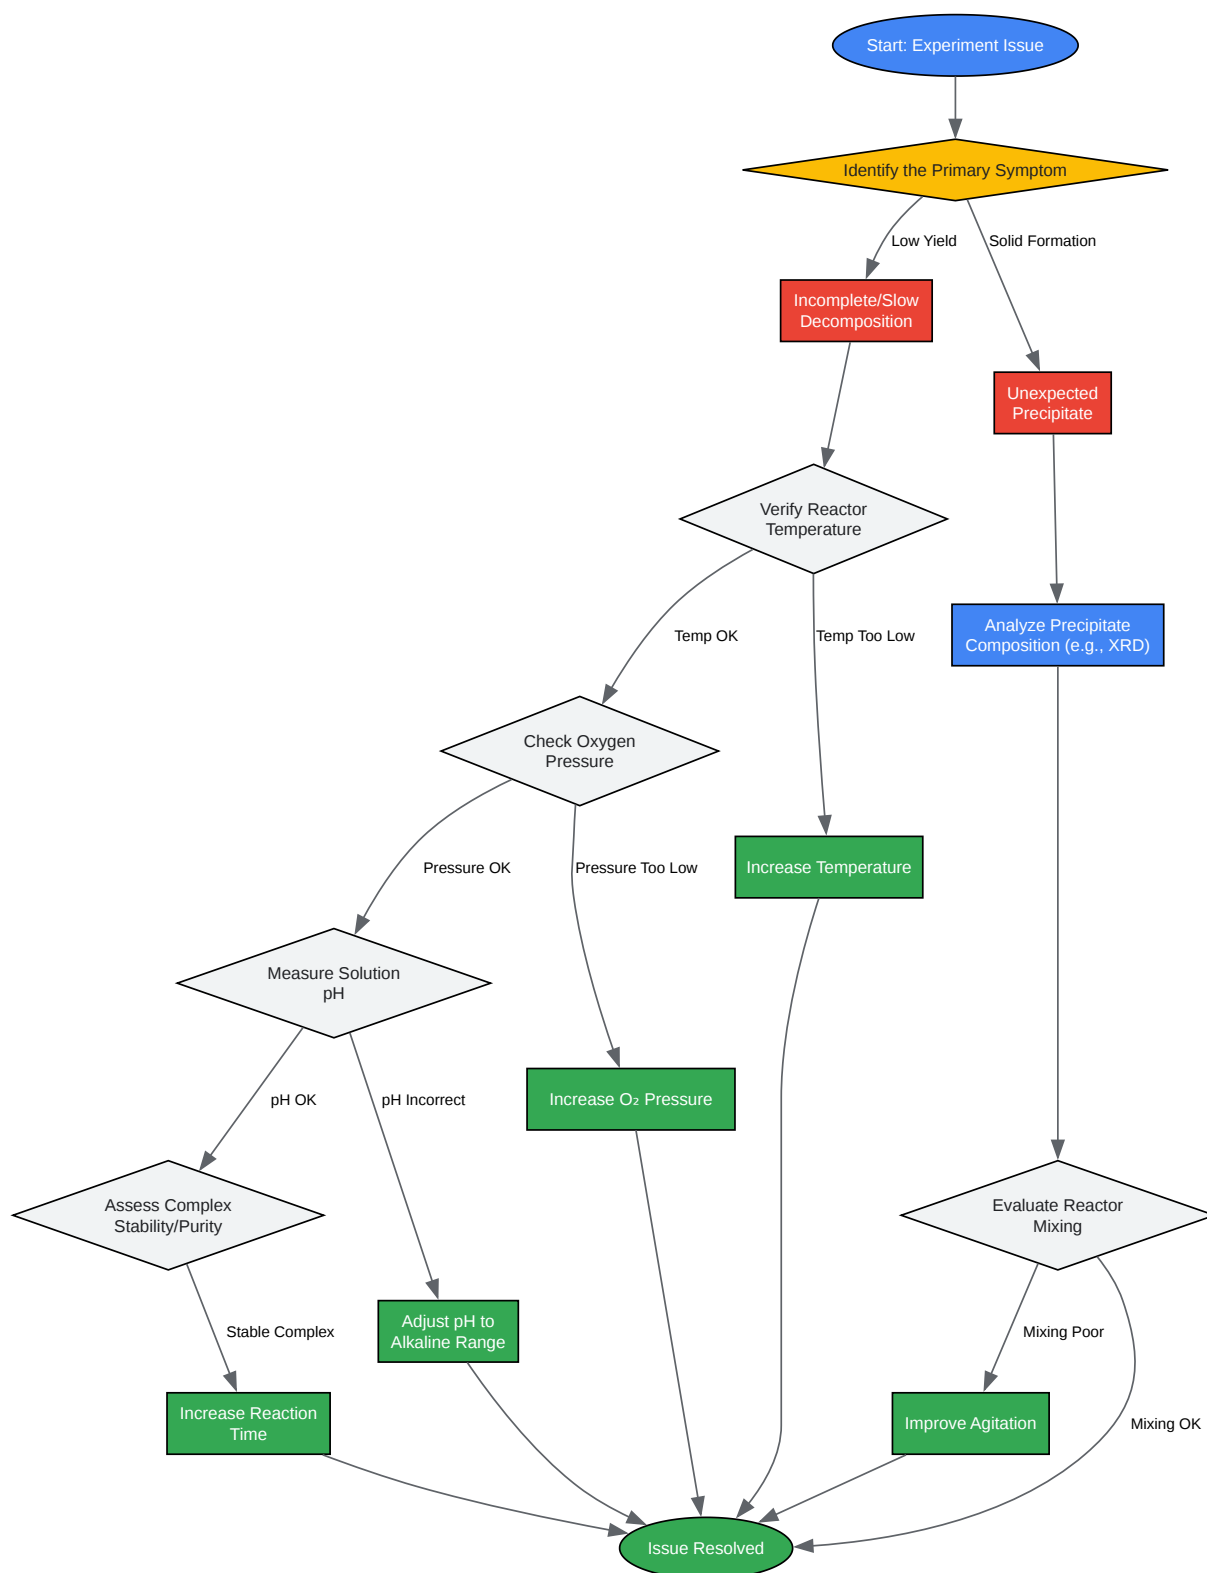 Start: Experiment Issue
Identify the Primary Symptom
Low Yield
Solid Formation
Incomplete/Slow
Decomposition
Unexpected
Precipitate
Verify Reactor
Temperature
Analyze Precipitate
Composition (e.g., XRD)
Temp OK
Temp Too Low
Check Oxygen
Pressure
Pressure OK
Pressure Too Low
Increase Temperature
Measure Solution
pH
pH OK
pH Incorrect
Increase O₂ Pressure
Assess Complex
Stability/Purity
Evaluate Reactor
Mixing
Stable Complex
Adjust pH to
Alkaline Range
Mixing Poor
Increase Reaction
Time
Improve Agitation
Mixing OK
Issue Resolved